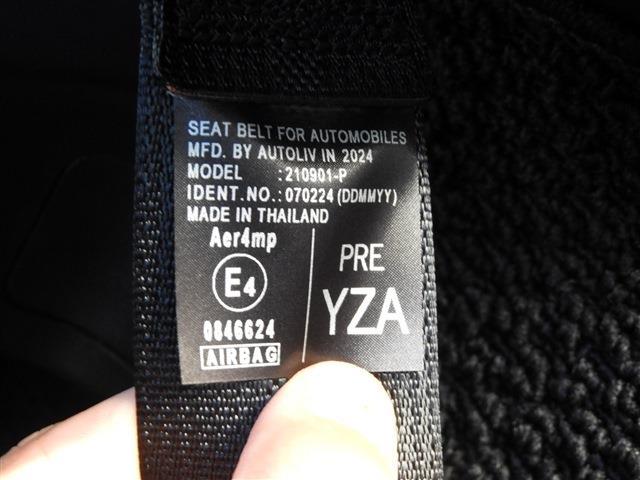 SEAT BELT FOR AUTOMOBILES
MFD. BY AUTOLIV IN 2024
MODEL :210901-P
IDENT.NO.:070224(DDMMYY)
MADE IN THAILAND
Aer4mp
E4
0846624
AIRBAG
PRE
YZA